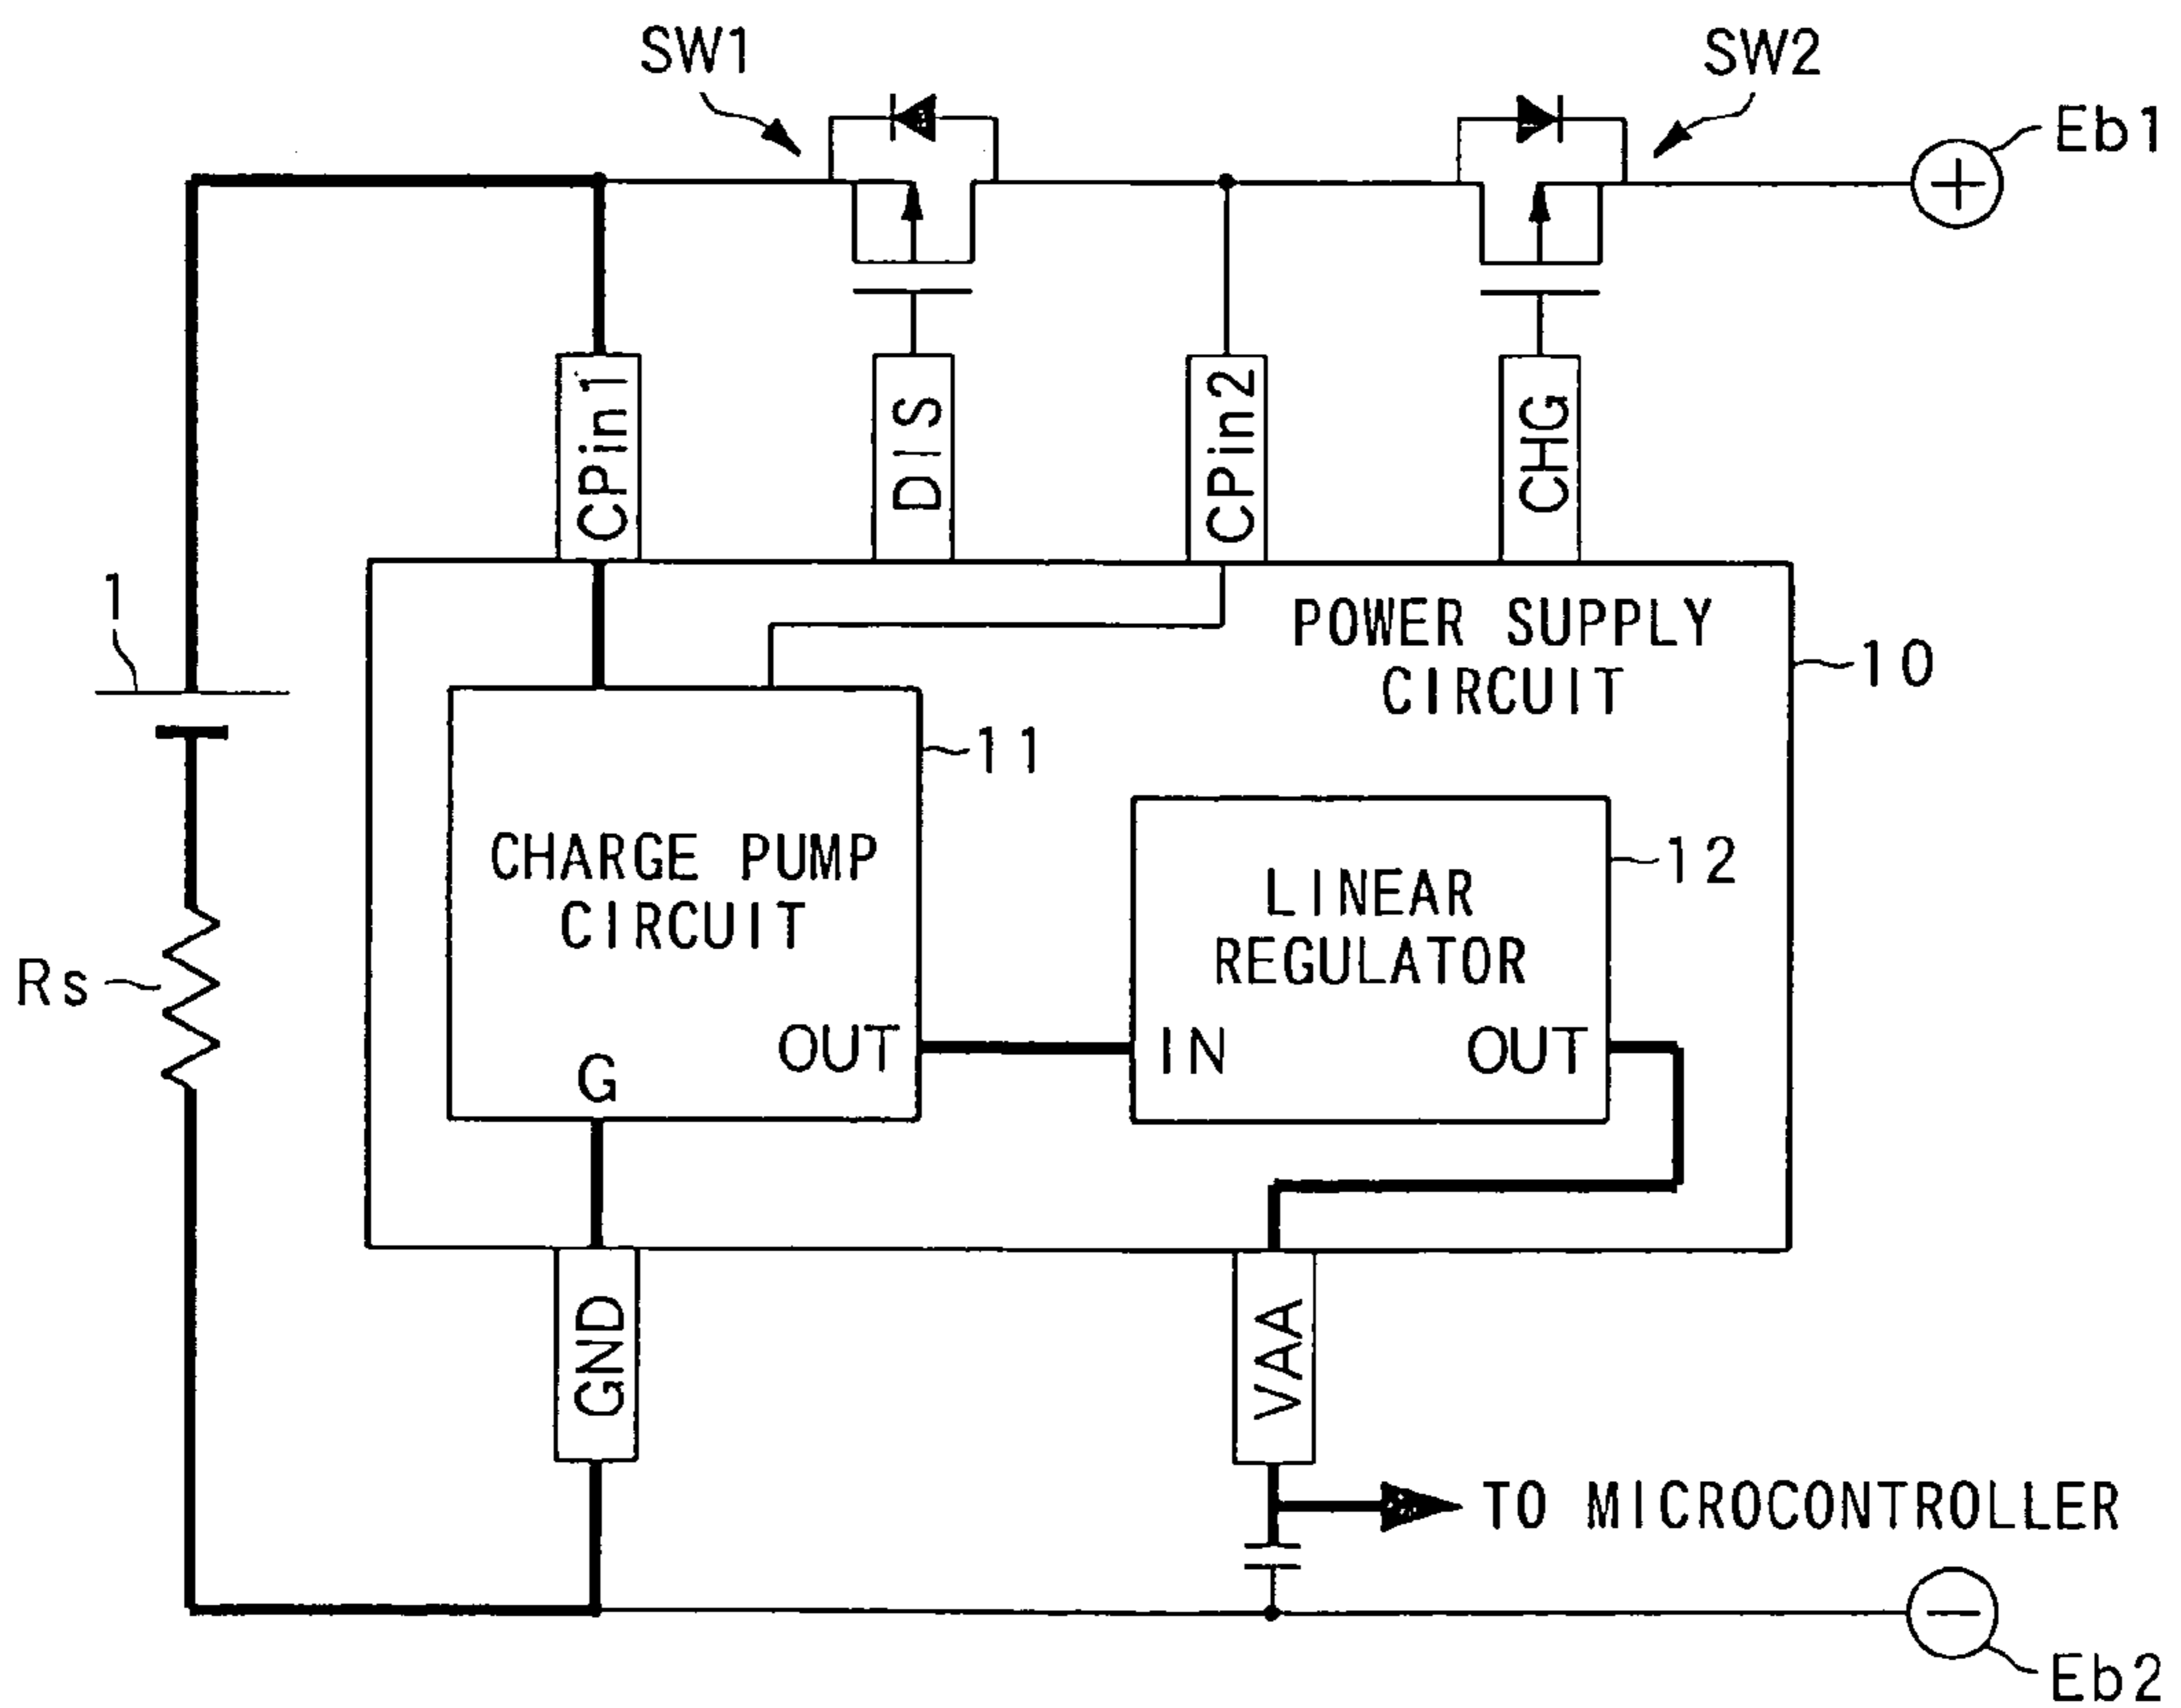 SW1
SW2
Eb1
CPin1
DIS
CPin2
CHG
1
POWER SUPPLY
CIRCUIT
10
11
CHARGE PUMP
CIRCUIT
12
LINEAR
REGULATOR
Rs
OUT
IN
OUT
G
GND
VAA
TO MICROCONTROLLER
Eb2